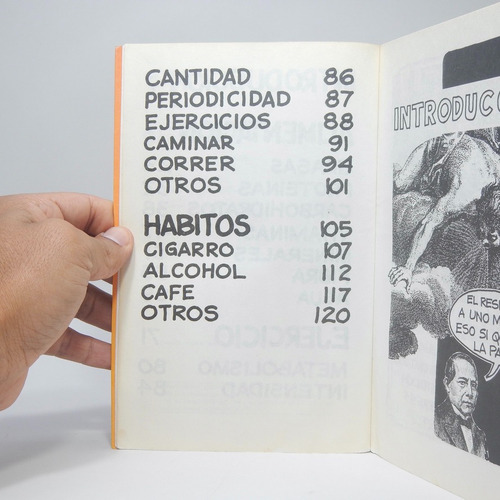 CANTIDAD 86
PERIODICIDAD 87
EJERCICIOS 88
CAMINAR 91
CORRER 94
OTROS 101
HABITOS 105
CIGARRO 107
ALCOHOL 112
CAFE 117
OTROS 120
INTRODUC
EL RES
A UNO M
ESO SI Q
LA PA